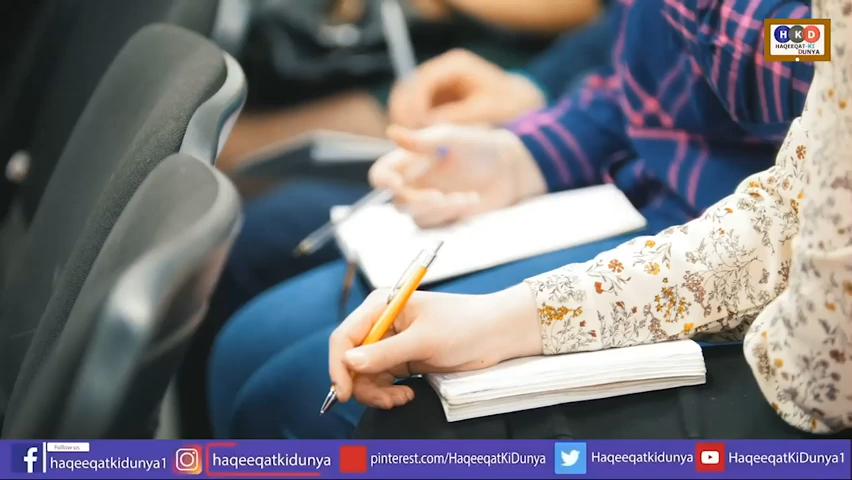 HKD
HAQEEQAT-KI
DUNYA
Follow us
haqeeqatkidunya1
haqeeqatkidunya
pinterest.com/HaqeeqatKiDunya
Haqeeqatkidunya
HaqeeqatKiDunya1